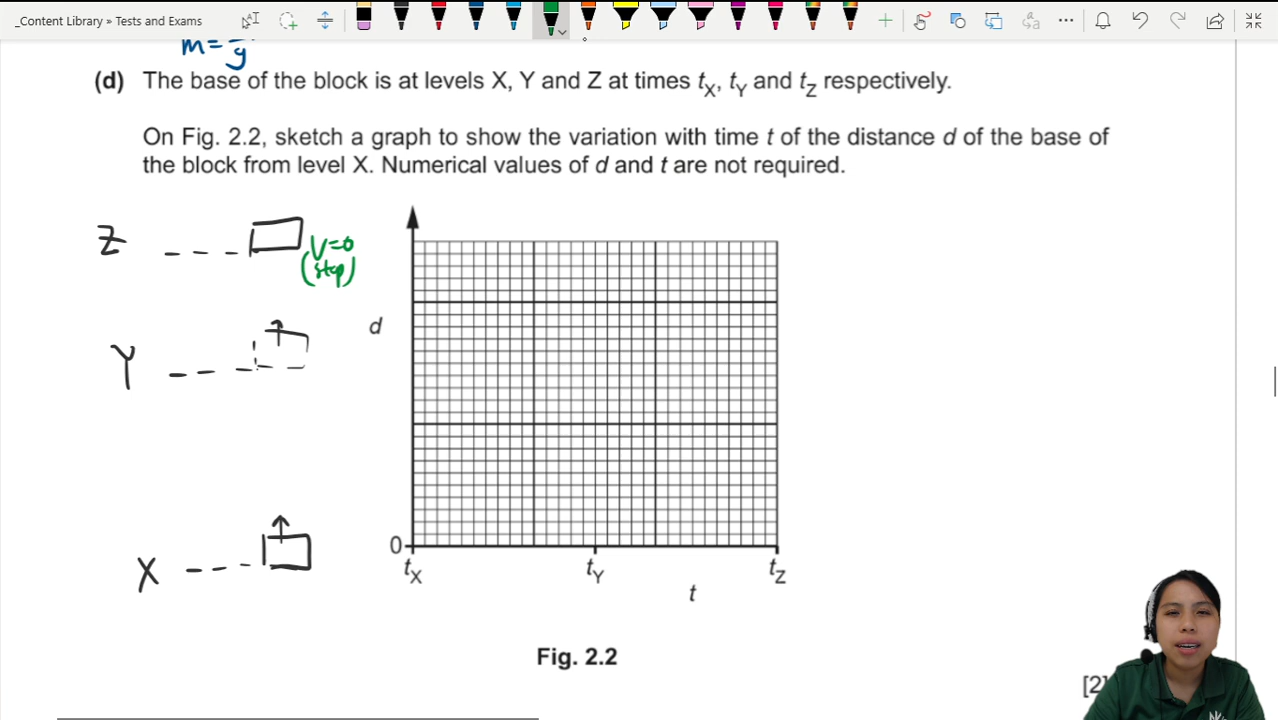 _Content Library » Tests and Exams
m = — g
(d) The base of the block is at levels X, Y and Z at times tX, tY and tZ respectively.
On Fig. 2.2, sketch a graph to show the variation with time t of the distance d of the base of
the block from level X. Numerical values of d and t are not required.
Z
V=0
(stop)
d
Y
X
0
tX
tY
tZ
t
Fig. 2.2
[2]